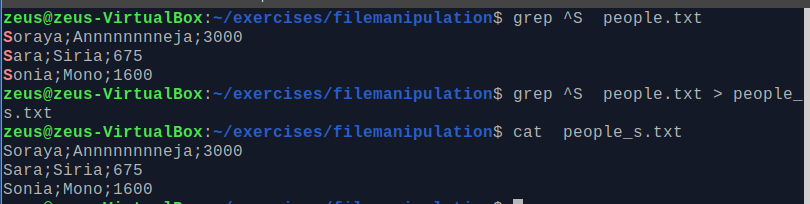 zeus@zeus-VirtualBox:~/exercises/filemanipulation$ grep ^S  people.txt
Soraya;Annnnnnnneja;3000
Sara;Siria;675
Sonia;Mono;1600
zeus@zeus-VirtualBox:~/exercises/filemanipulation$ grep ^S  people.txt > people_
s.txt
zeus@zeus-VirtualBox:~/exercises/filemanipulation$ cat  people_s.txt
Soraya;Annnnnnnneja;3000
Sara;Siria;675
Sonia;Mono;1600
zeus@zeus-VirtualBox:~/exercises/filemanipulation$